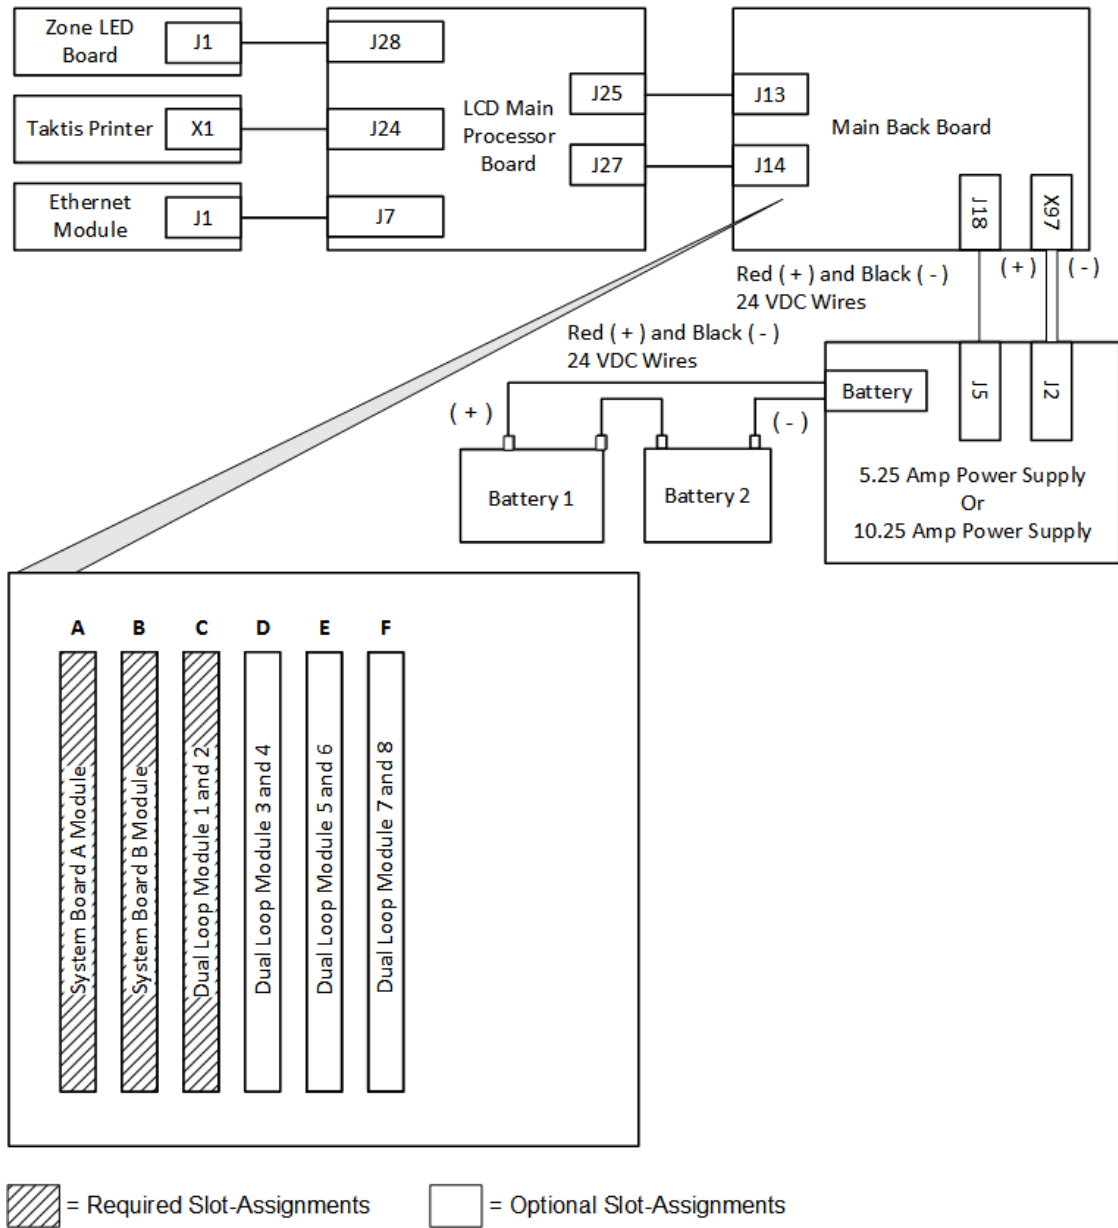 Zone LED
Board
J1
J28
Taktis Printer
X1
J24
Ethernet
Module
J1
J7
LCD Main
Processor
Board
J25
J27
J13
J14
Main Back Board
J18
X97
Red ( + ) and Black ( - )
24 VDC Wires
( + )
( - )
Red ( + ) and Black ( - )
24 VDC Wires
( + )
( - )
Battery
J5
J2
Battery 1
Battery 2
5.25 Amp Power Supply
Or
10.25 Amp Power Supply
A
B
C
D
E
F
System Board A Module
System Board B Module
Dual Loop Module 1 and 2
Dual Loop Module 3 and 4
Dual Loop Module 5 and 6
Dual Loop Module 7 and 8
= Required Slot-Assignments
= Optional Slot-Assignments